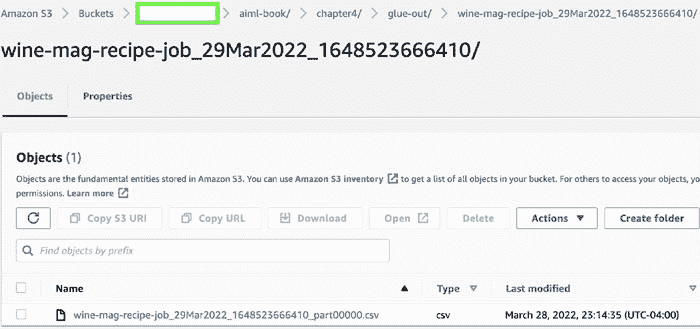 Amazon S3 > Buckets > > aiml-book/ > chapter4/ > glue-out/ > wine-mag-recipe-job_29Mar2022_1648523666410/
wine-mag-recipe-job_29Mar2022_1648523666410/
Objects Properties
Objects (1)
Objects are the fundamental entities stored in Amazon S3. You can use Amazon S3 inventory to get a list of all objects in your bucket. For others to access your objects, yo
permissions. Learn more
Copy S3 URI Copy URL Download Open Delete Actions Create folder
Find objects by prefix
Name Type Last modified
wine-mag-recipe-job_29Mar2022_1648523666410_part00000.csv csv March 28, 2022, 23:14:35 (UTC-04:00)